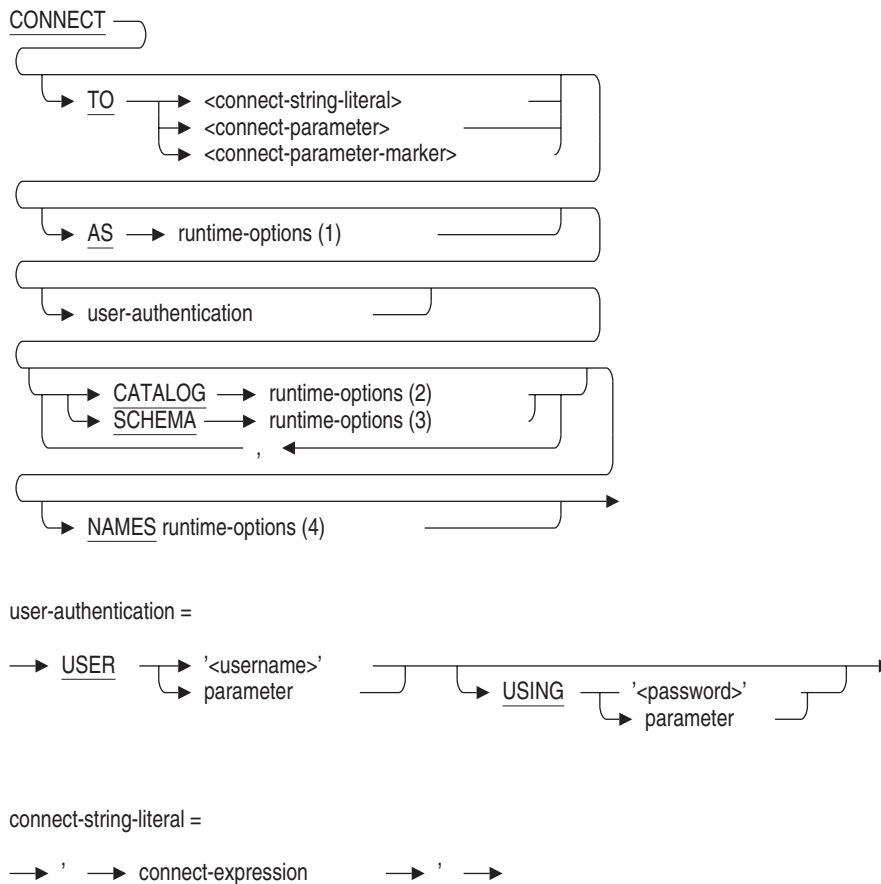 CONNECT
TO <connect-string-literal>
<connect-parameter>
<connect-parameter-marker>
AS runtime-options (1)
user-authentication
CATALOG runtime-options (2)
SCHEMA runtime-options (3)
,
NAMES runtime-options (4)
user-authentication =
USER '<username>' USING '<password>'
parameter parameter
connect-string-literal =
' connect-expression '